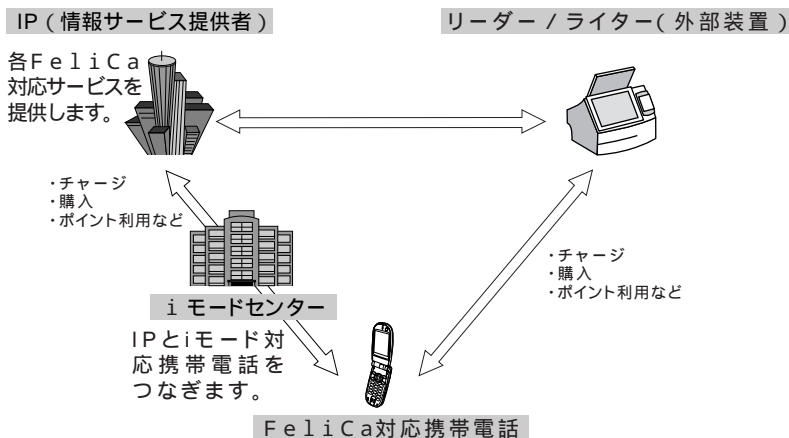 IP（情報サービス提供者）
リーダー／ライター（外部装置）
各FeliCa
対応サービスを
提供します。
・チャージ
・購入
・ポイント利用など
・チャージ
・購入
・ポイント利用など
iモードセンター
IPとiモード対
応携帯電話を
つなぎます。
FeliCa対応携帯電話